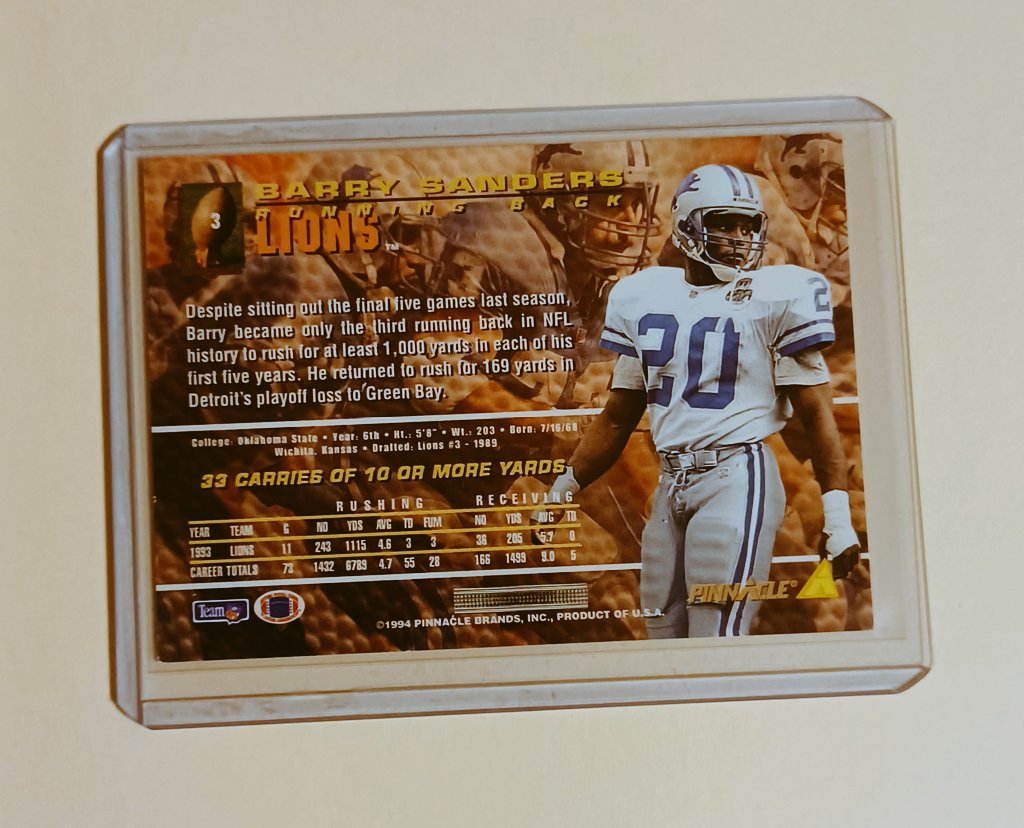 3
BARRY SANDERS
RUNNING BACK
LIONS™
Despite sitting out the final five games last season,
Barry became only the third running back in NFL
history to rush for at least 1,000 yards in each of his
first five years. He returned to rush for 169 yards in
Detroit's playoff loss to Green Bay.
College: Oklahoma State • Year: 6th • Ht.: 5'8" • Wt.: 203 • Born: 7/16/68
Wichita, Kansas • Drafted: Lions #3 - 1989
33 CARRIES OF 10 OR MORE YARDS
RUSHING RECEIVING
YEAR TEAM G NO YDS AVG TD FUM NO YDS AVG TD
1993 LIONS 11 243 1115 4.6 3 3 36 205 5.7 0
CAREER TOTALS 73 1432 6789 4.7 55 28 166 1499 9.0 5
20
2
PINNACLE®
Team NFL
©1994 PINNACLE BRANDS, INC., PRODUCT OF U.S.A.